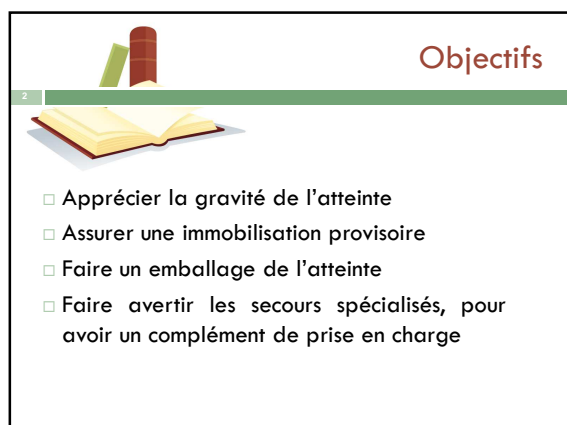 Objectifs
2
□ Apprécier la gravité de l'atteinte
□ Assurer une immobilisation provisoire
□ Faire un emballage de l'atteinte
□ Faire avertir les secours spécialisés, pour
avoir un complément de prise en charge